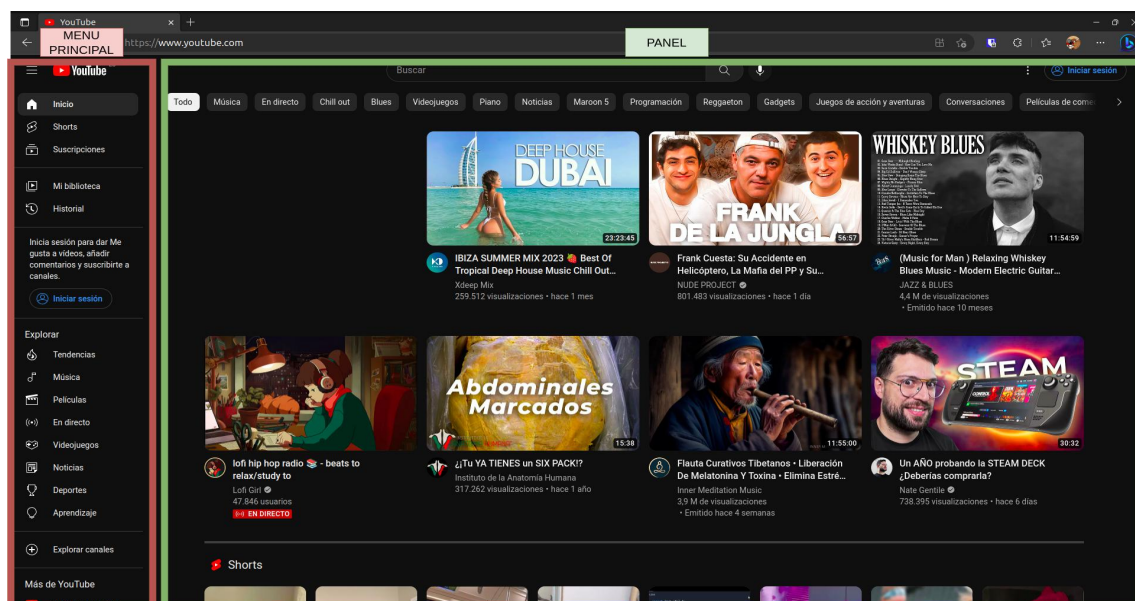 YouTube
MENU
PRINCIPAL
https://www.youtube.com
PANEL
YouTube
Buscar
Iniciar sesión
Inicio
Shorts
Suscripciones
Mi biblioteca
Historial
Inicia sesión para dar Me
gusta a vídeos, añadir
comentarios y suscribirte a
canales.
Iniciar sesión
Explorar
Tendencias
Música
Películas
En directo
Videojuegos
Noticias
Deportes
Aprendizaje
Explorar canales
Más de YouTube
Todo Música En directo Chill out Blues Videojuegos Piano Noticias Maroon 5 Programación Reggaeton Gadgets Juegos de acción y aventuras Conversaciones Películas de come
DEEP HOUSE
DUBAI
23:23:45
IBIZA SUMMER MIX 2023 🍓 Best Of
Tropical Deep House Music Chill Out...
Xdeep Mix
259.512 visualizaciones • hace 1 mes
FRANK
DE LA JUNGLA
56:57
Frank Cuesta: Su Accidente en
Helicóptero, La Mafia del PP y Su...
NUDE PROJECT
801.483 visualizaciones • hace 1 día
WHISKEY BLUES
11:54:59
Blues
(Music for Man ) Relaxing Whiskey
Blues Music - Modern Electric Guitar...
JAZZ & BLUES
4,4 M de visualizaciones
• Emitido hace 10 meses
lofi hip hop radio 📚 - beats to
relax/study to
Lofi Girl
47.846 usuarios
EN DIRECTO
Abdominales
Marcados
15:38
¿¡Tu YA TIENES un SIX PACK!?
Instituto de la Anatomía Humana
317.262 visualizaciones • hace 1 año
11:55:00
Flauta Curativos Tibetanos • Liberación
De Melatonina Y Toxina • Elimina Estré...
Inner Meditation Music
3,9 M de visualizaciones
• Emitido hace 4 semanas
STEAM
30:32
Un AÑO probando la STEAM DECK
¿Deberías comprarla?
Nate Gentile
738.395 visualizaciones • hace 6 días
Shorts